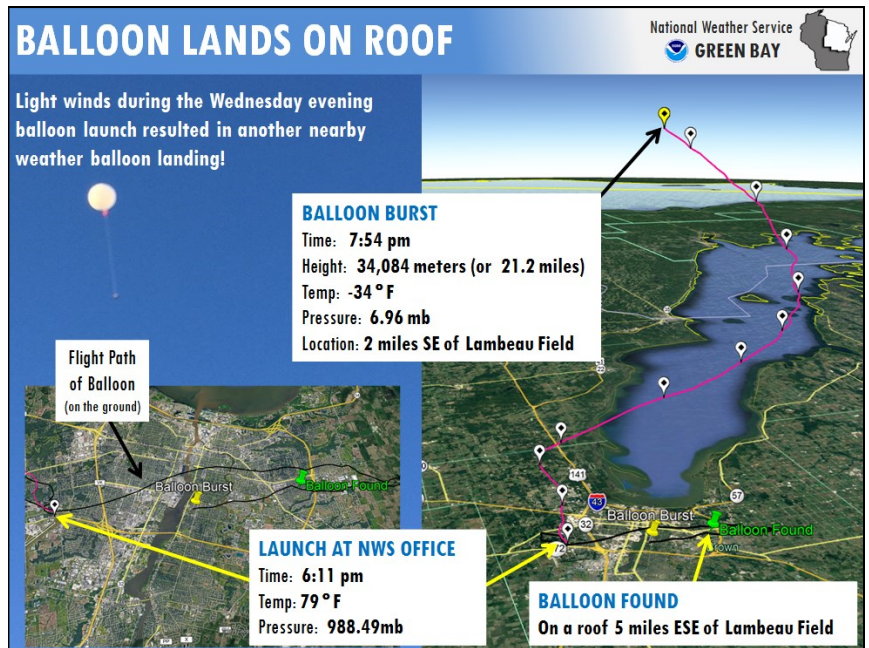 BALLOON LANDS ON ROOF
National Weather Service
GREEN BAY
Light winds during the Wednesday evening
balloon launch resulted in another nearby
weather balloon landing!
BALLOON BURST
Time: 7:54 pm
Height: 34,084 meters (or 21.2 miles)
Temp: -34°F
Pressure: 6.96 mb
Location: 2 miles SE of Lambeau Field
Flight Path
of Balloon
(on the ground)
Balloon Burst
Balloon Found
141
43
57
32
Balloon Burst
Balloon Found
Town
LAUNCH AT NWS OFFICE
Time: 6:11 pm
Temp: 79°F
Pressure: 988.49mb
BALLOON FOUND
On a roof 5 miles ESE of Lambeau Field